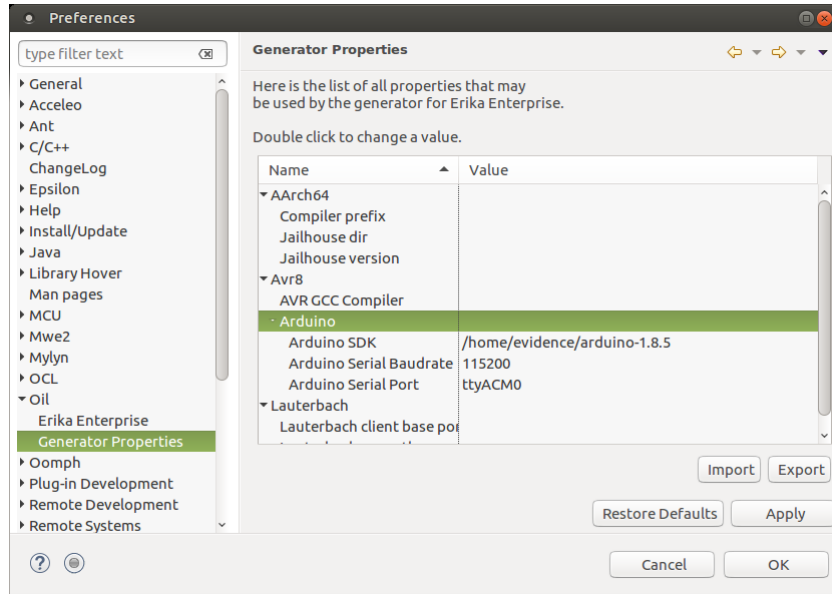 Preferences
type filter text
General
Acceleo
Ant
C/C++
ChangeLog
Epsilon
Help
Install/Update
Java
Library Hover
Man pages
MCU
Mwe2
Mylyn
OCL
Oil
Erika Enterprise
Generator Properties
Oomph
Plug-in Development
Remote Development
Remote Systems
Generator Properties
Here is the list of all properties that may
be used by the generator for Erika Enterprise.
Double click to change a value.
Name Value
AArch64
Compiler prefix
Jailhouse dir
Jailhouse version
Avr8
AVR GCC Compiler
Arduino
Arduino SDK /home/evidence/arduino-1.8.5
Arduino Serial Baudrate 115200
Arduino Serial Port ttyACM0
Lauterbach
Lauterbach client base por
Import Export
Restore Defaults Apply
Cancel OK